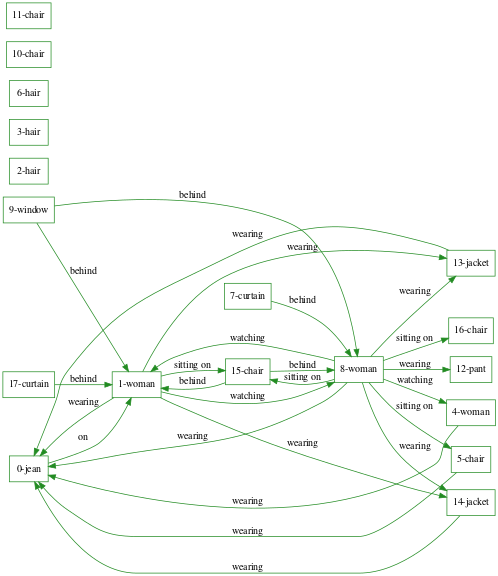 11-chair
10-chair
6-hair
3-hair
2-hair
9-window
behind
wearing
wearing
behind
13-jacket
7-curtain
behind
wearing
16-chair
watching
sitting on
17-curtain
behind
1-woman
sitting on
15-chair
behind
8-woman
wearing
12-pant
behind
sitting on
watching
wearing
watching
sitting on
4-woman
on
wearing
wearing
wearing
0-jean
5-chair
wearing
14-jacket
wearing
wearing